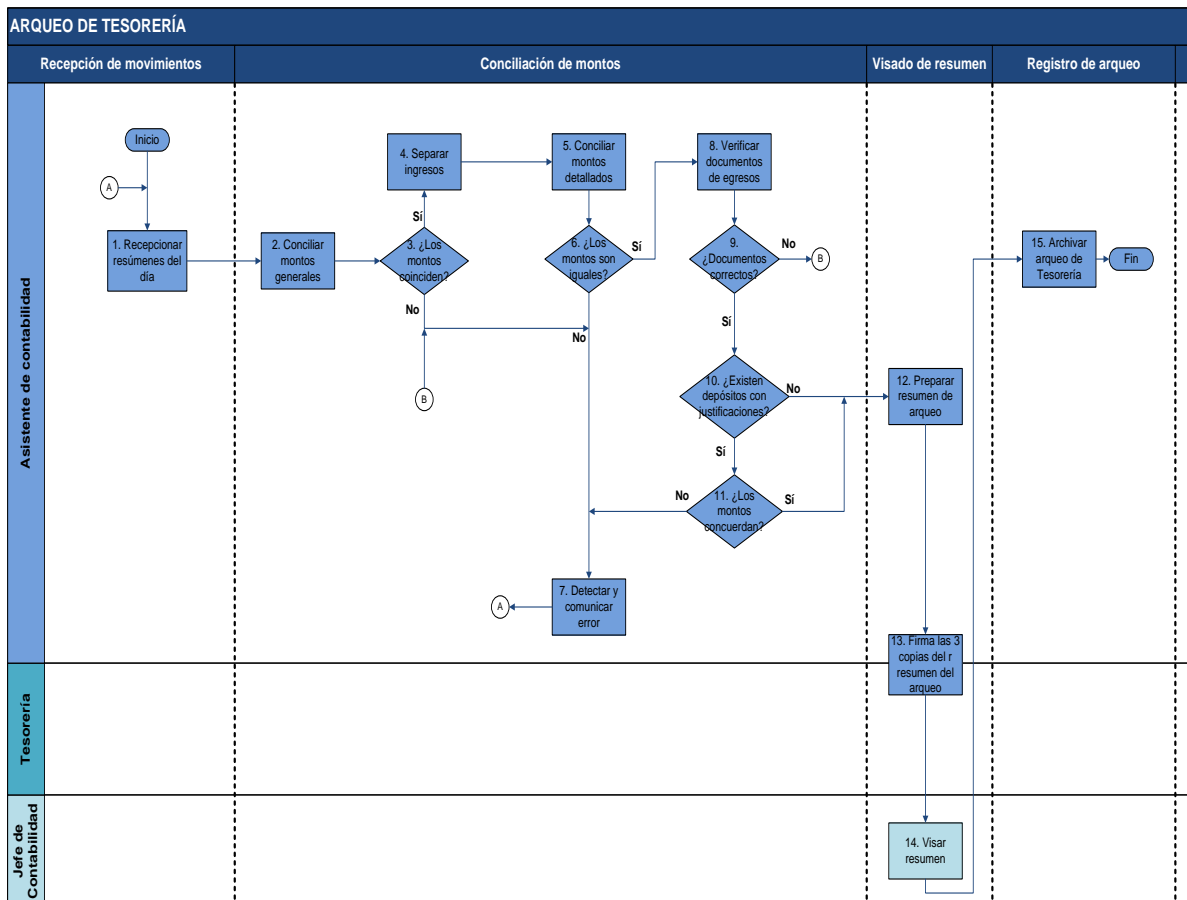 ARQUEO DE TESORERÍA
Recepción de movimientos
Conciliación de montos
Visado de resumen
Registro de arqueo
Asistente de contabilidad
Inicio
A
1. Recepcionar
resúmenes del
día
2. Conciliar
montos
generales
3. ¿Los
montos
coinciden?
Sí
No
B
4. Separar
ingresos
5. Conciliar
montos
detallados
6. ¿Los
montos son
iguales?
Sí
No
7. Detectar y
comunicar
error
A
8. Verificar
documentos
de egresos
9.
¿Documentos
correctos?
No
B
Sí
10. ¿Existen
depósitos con
justificaciones?
No
Sí
11. ¿Los
montos
concuerdan?
No
Sí
12. Preparar
resumen de
arqueo
13. Firma las 3
copias del r
resumen del
arqueo
15. Archivar
arqueo de
Tesorería
Fin
Tesorería
Jefe de
Contabilidad
14. Visar
resumen